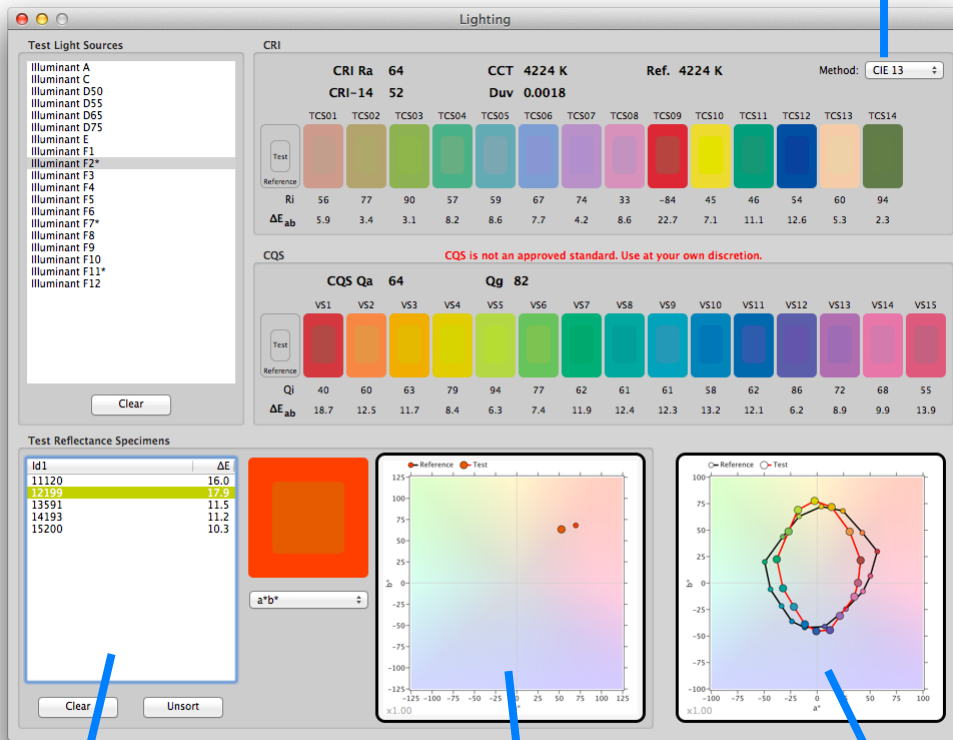 Lighting
Test Light Sources
Illuminant A
Illuminant C
Illuminant D50
Illuminant D55
Illuminant D65
Illuminant D75
Illuminant E
Illuminant F1
Illuminant F2*
Illuminant F3
Illuminant F4
Illuminant F5
Illuminant F6
Illuminant F7*
Illuminant F8
Illuminant F9
Illuminant F10
Illuminant F11*
Illuminant F12
Clear
CRI
CRI Ra 64 CCT 4224 K Ref. 4224 K Method: CIE 13
CRI-14 52 Duv 0.0018
TCS01 TCS02 TCS03 TCS04 TCS05 TCS06 TCS07 TCS08 TCS09 TCS10 TCS11 TCS12 TCS13 TCS14
Test
Reference
Ri 56 77 90 57 59 67 74 33 -84 45 46 54 60 94
ΔEab 5.9 3.4 3.1 8.2 8.6 7.7 4.2 8.6 22.7 7.1 11.1 12.6 5.3 2.3
CQS CQS is not an approved standard. Use at your own discretion.
CQS Qa 64 Qg 82
VS1 VS2 VS3 VS4 VS5 VS6 VS7 VS8 VS9 VS10 VS11 VS12 VS13 VS14 VS15
Test
Reference
Qi 40 60 63 79 94 77 62 61 61 58 62 86 72 68 55
ΔEab 18.7 12.5 11.7 8.4 6.3 7.4 11.9 12.4 12.3 13.2 12.1 6.2 8.9 9.9 13.9
Test Reflectance Specimens
Id1 ΔE
11120 16.0
12199 17.9
13591 11.5
14193 11.2
15200 10.3
Clear Unsort
a*b*
Reference Test
125
100
75
50
25
0
-25
-50
-75
-100
-125
b*
-125 -100 -75 -50 -25 0 25 50 75 100 125
x1.00
Reference Test
100
75
50
25
0
-25
-50
-75
-100
b*
-100 -75 -50 -25 0 25 50 75 100
a*
x1.00